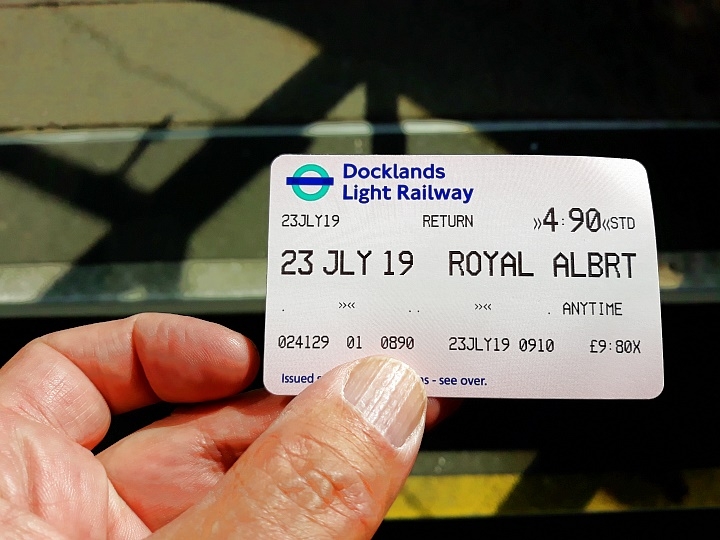 Docklands
Light Railway
23JLY19 RETURN »4:90«STD
23 JLY 19 ROYAL ALBRT
. »« .. »« . ANYTIME
024129 01 0890 23JLY19 0910 £9:80X
Issued - see over.